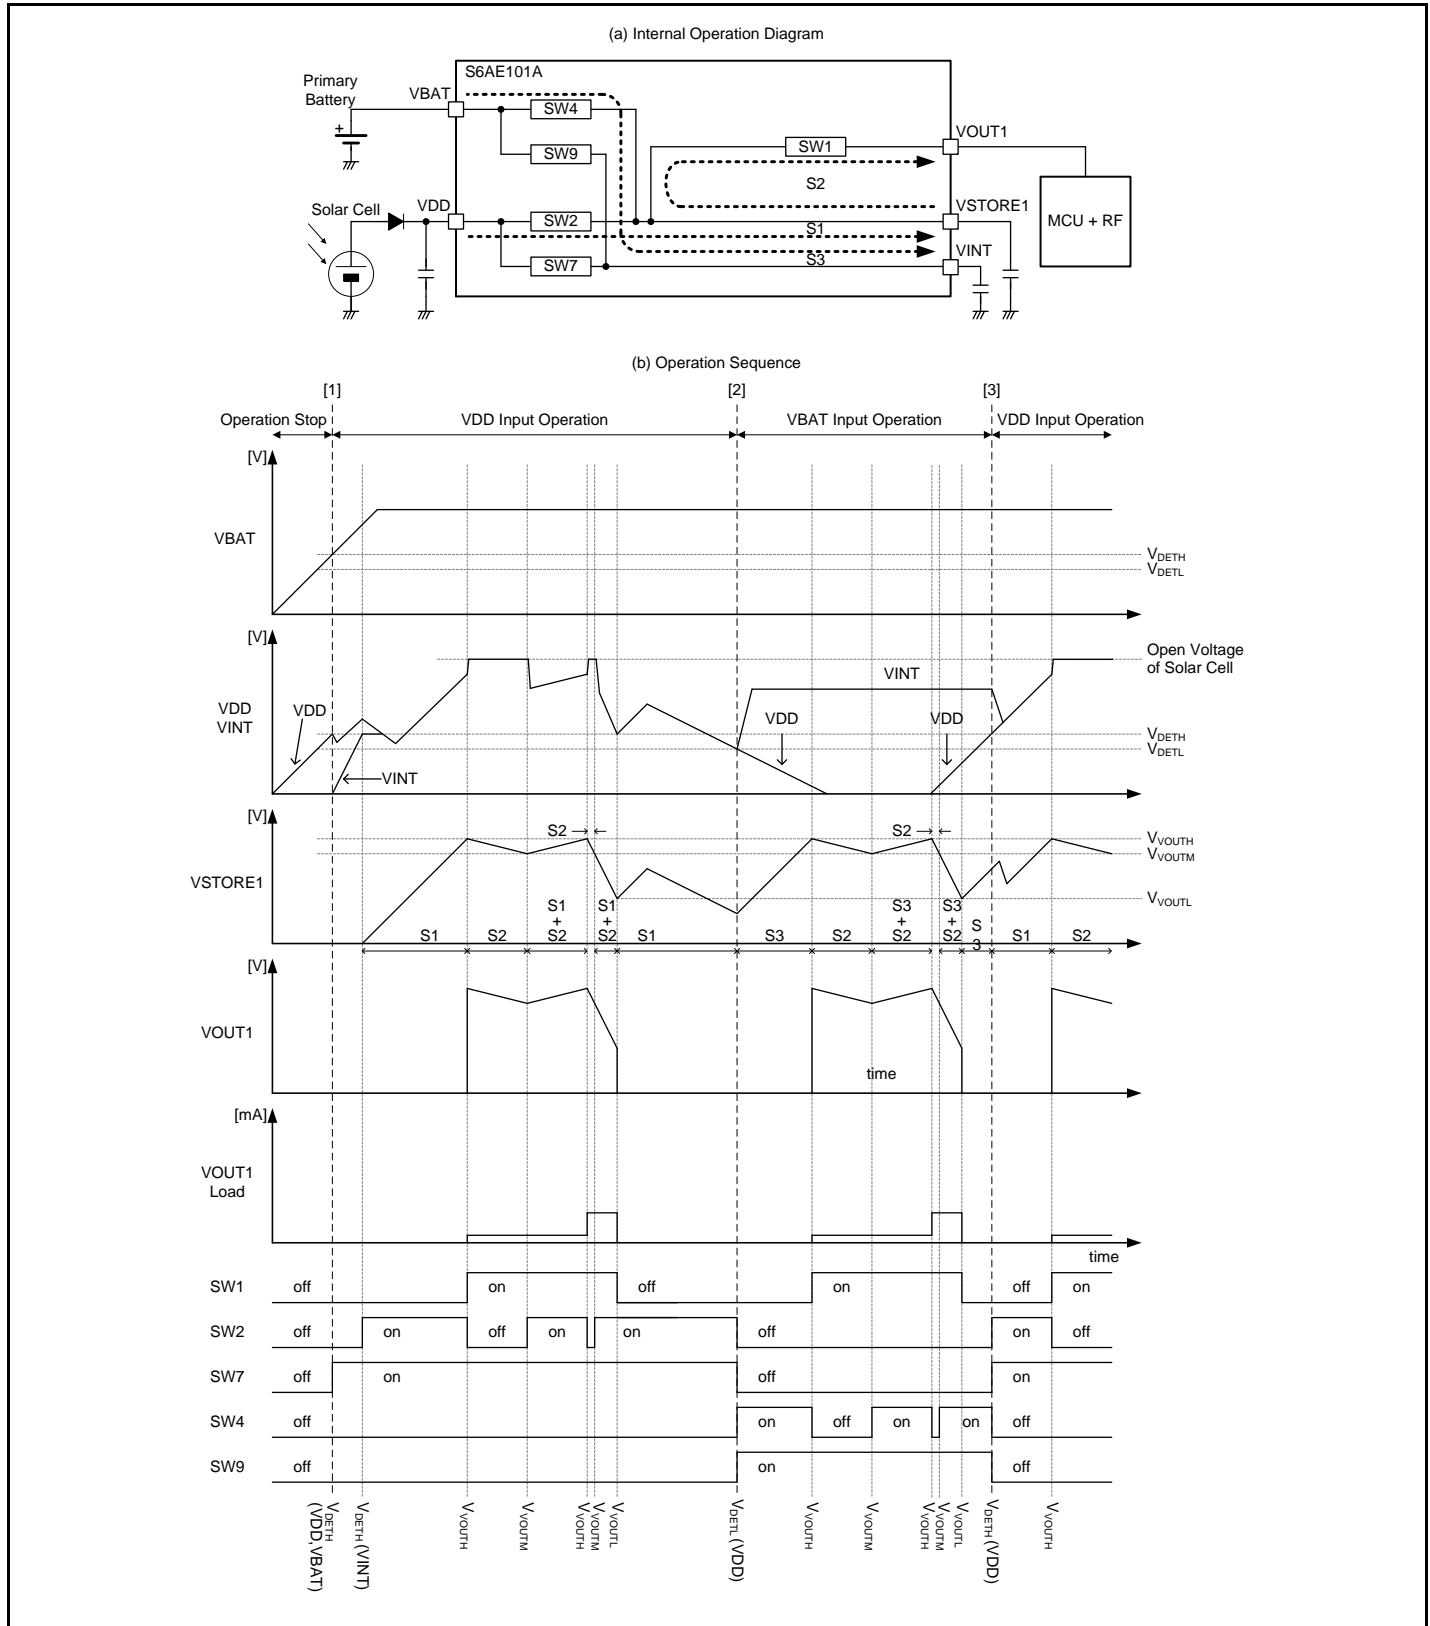 (a) Internal Operation Diagram
S6AE101A
Primary
Battery
+
VBAT
SW4
SW9
VOUT1
SW1
S2
Solar Cell
VDD
SW2
VSTORE1
S1
MCU + RF
VINT
SW7
S3
(b) Operation Sequence
[1]
[2]
[3]
Operation Stop
VDD Input Operation
VBAT Input Operation
VDD Input Operation
[V]
VBAT
VDETH
VDETL
[V]
Open Voltage
of Solar Cell
VINT
VDD
VINT
VDD
VDD
VDD
VDETH
VDETL
VINT
[V]
S2
S2
VVOUTH
VVOUTM
VSTORE1
VVOUTL
S1
S2
S1
+
S2
S1
+
S2
S1
S3
S2
S3
+
S2
S3
+
S2
S
3
S1
S2
[V]
VOUT1
time
[mA]
VOUT1
Load
time
SW1
off
on
off
on
off
on
SW2
off
on
off
on
on
off
on
off
SW7
off
on
off
on
SW4
off
on
off
on
on
off
SW9
off
on
off
VDETH
(VDD,VBAT)
VDETH (VINT)
VVOUTH
VVOUTM
VVOUTH
VVOUTM
VVOUTL
VDETL (VDD)
VVOUTH
VVOUTM
VVOUTH
VVOUTM
VVOUTL
VDETH (VDD)
VVOUTH